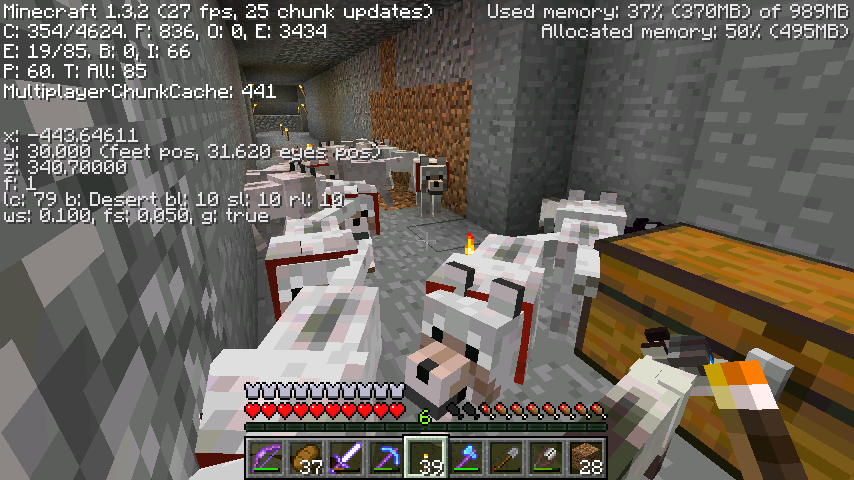 Minecraft 1.3.2 (27 fps, 25 chunk updates)
Used memory: 37% (370MB) of 989MB
C: 354/4624, F: 836, O: 0, E: 3434
Allocated memory: 50% (495MB)
E: 19/85, B: 0, I: 66
P: 60, T: All: 85
MultiplayerChunkCache: 441
x: -443.64611
y: 30.000 (feet pos, 31.620 eyes pos)
z: 340.70000
f: 1
lc: 79 b: Desert bl: 10 sl: 10 rl: 10
ws: 0.100, fs: 0.050, g: true
6
37
39
28